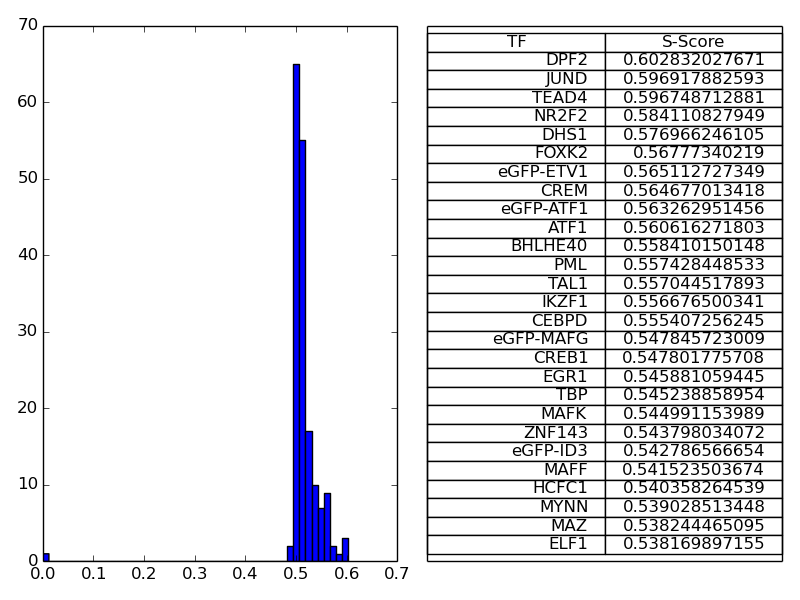 70
60
50
40
30
20
10
0
0.0 0.1 0.2 0.3 0.4 0.5 0.6 0.7
TF S-Score
DPF2 0.602832027671
JUND 0.596917882593
TEAD4 0.596748712881
NR2F2 0.584110827949
DHS1 0.576966246105
FOXK2 0.56777340219
eGFP-ETV1 0.565112727349
CREM 0.564677013418
eGFP-ATF1 0.563262951456
ATF1 0.560616271803
BHLHE40 0.558410150148
PML 0.557428448533
TAL1 0.557044517893
IKZF1 0.556676500341
CEBPD 0.555407256245
eGFP-MAFG 0.547845723009
CREB1 0.547801775708
EGR1 0.545881059445
TBP 0.545238858954
MAFK 0.544991153989
ZNF143 0.543798034072
eGFP-ID3 0.542786566654
MAFF 0.541523503674
HCFC1 0.540358264539
MYNN 0.539028513448
MAZ 0.538244465095
ELF1 0.538169897155